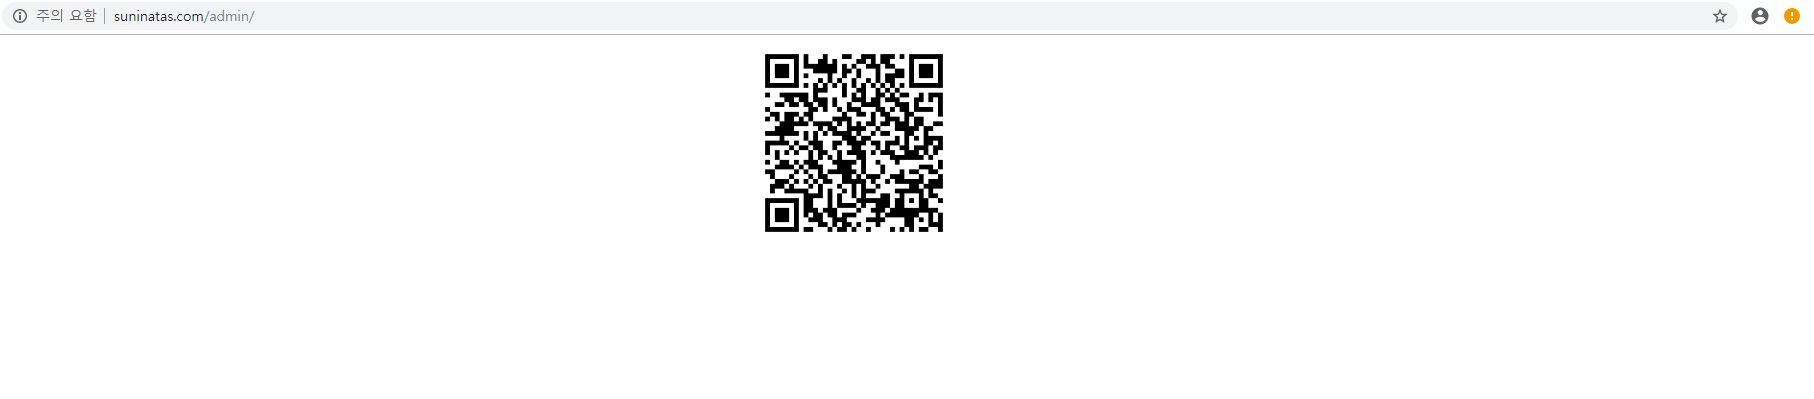 주의 요함 | suninatas.com/admin/